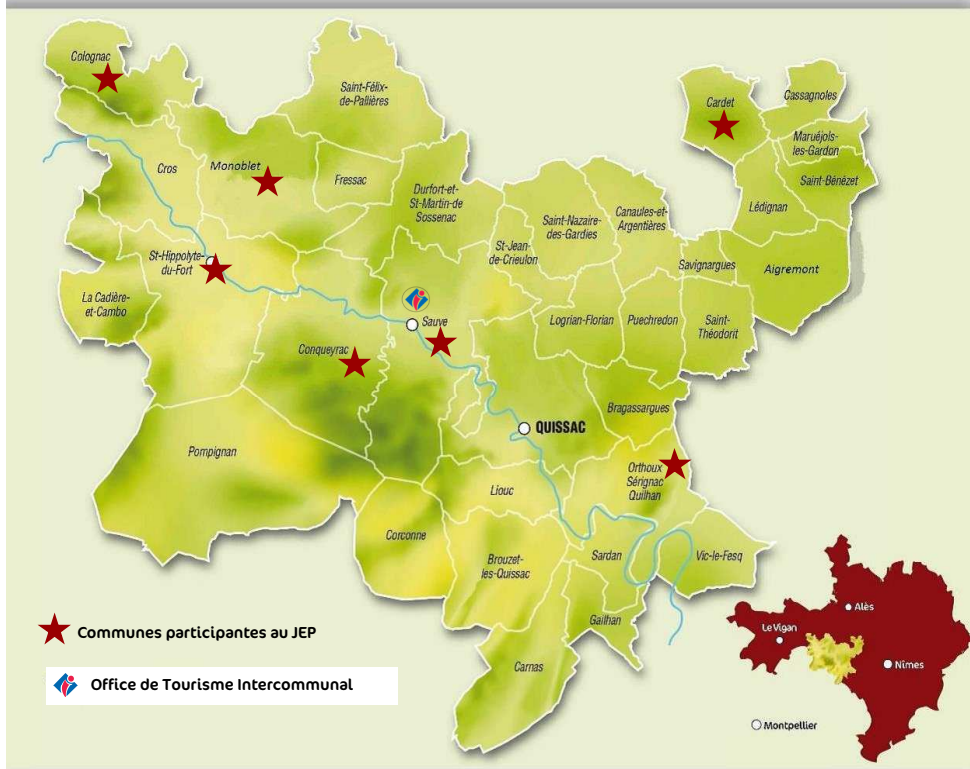 Colognac
Saint-Félix-
de-Pallières
Cardet
Cassagnoles
Maruéjols-
les-Gardon
Saint-Bénézet
Cros
Monoblet
Fressac
Durfort-et-
St-Martin-de
Sossenac
Saint-Nazaire-
des-Gardies
Canaules-et-
Argentières
Lédignan
St-Jean-
de-Crieulon
Savignargues
Aigremont
St-Hippolyte-
du-Fort
La Cadière-
et-Cambo
Sauve
Logrian-Florian
Puechredon
Saint-
Théodorit
Conqueyrac
Bragassargues
QUISSAC
Pompignan
Orthoux
Sérignac
Quilhan
Liouc
Corconne
Brouzet-
les-Quissac
Sardan
Vic-le-Fesq
Gailhan
Carnas
Communes participantes au JEP
Office de Tourisme Intercommunal
Alès
Le Vigan
Nîmes
Montpellier